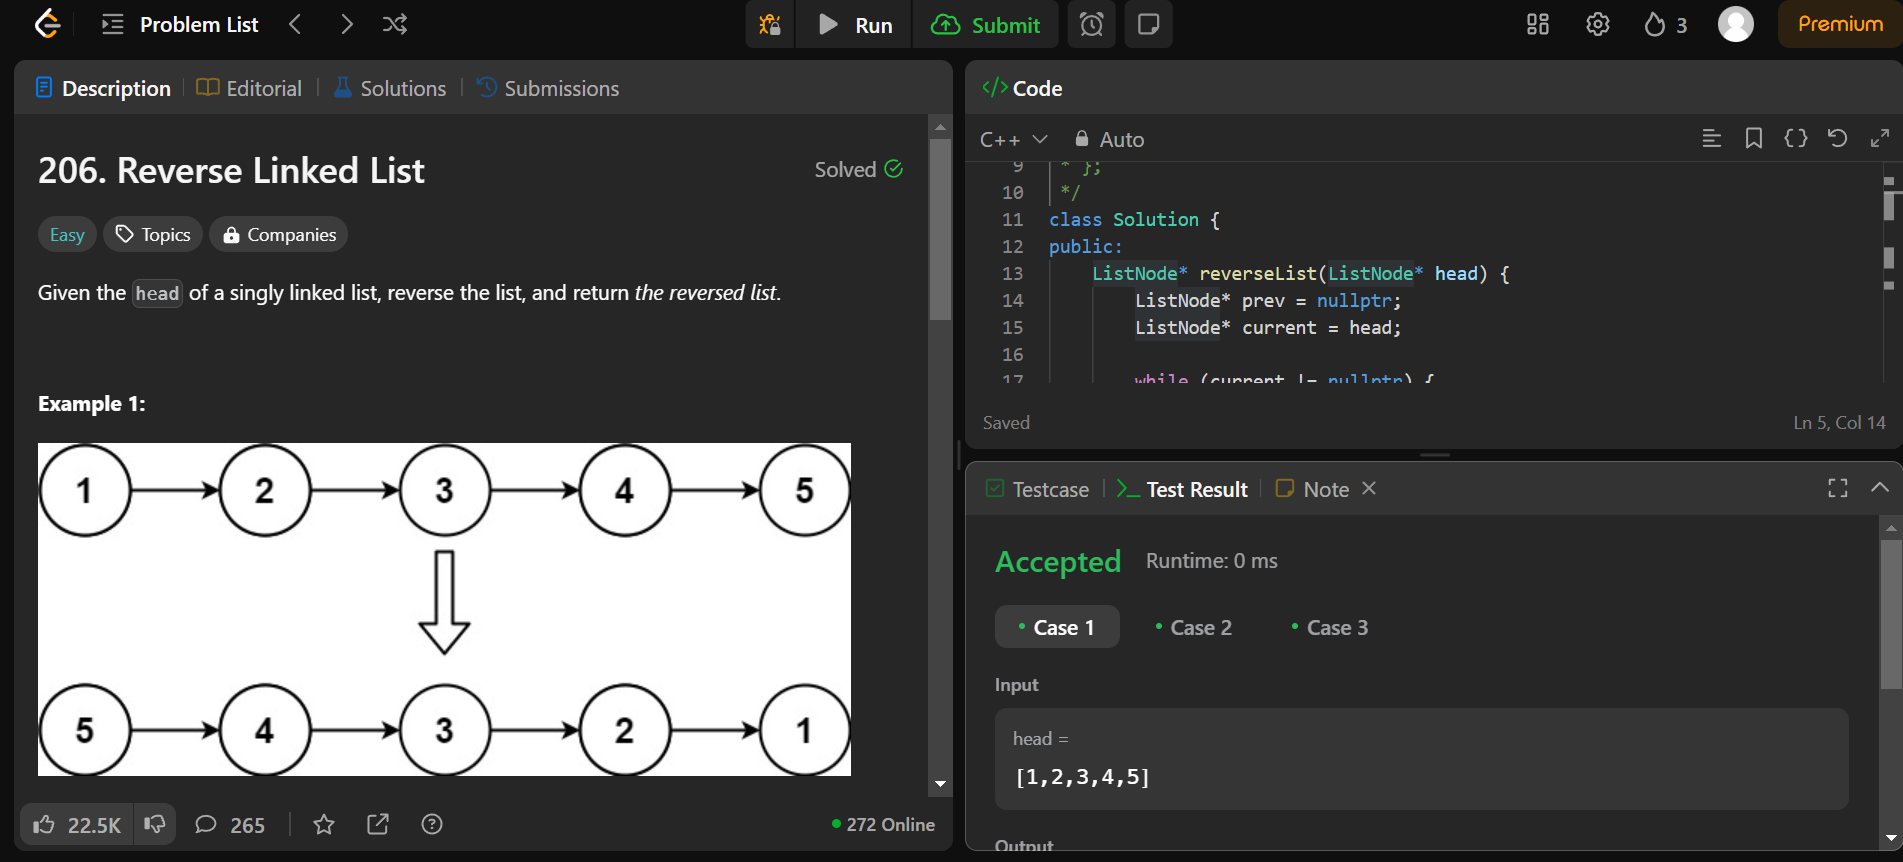 Problem List
Run
Submit
3
Premium
Description
Editorial
Solutions
Submissions
206. Reverse Linked List
Solved
Easy
Topics
Companies
Given the head of a singly linked list, reverse the list, and return the reversed list.
Example 1:
1 2 3 4 5
5 4 3 2 1
22.5K
265
272 Online
</> Code
C++
Auto
9 * };
10 */
11 class Solution {
12 public:
13 ListNode* reverseList(ListNode* head) {
14 ListNode* prev = nullptr;
15 ListNode* current = head;
16
17 while (current != nullptr) {
Saved
Ln 5, Col 14
Testcase
Test Result
Note
Accepted
Runtime: 0 ms
Case 1
Case 2
Case 3
Input
head =
[1,2,3,4,5]
Output